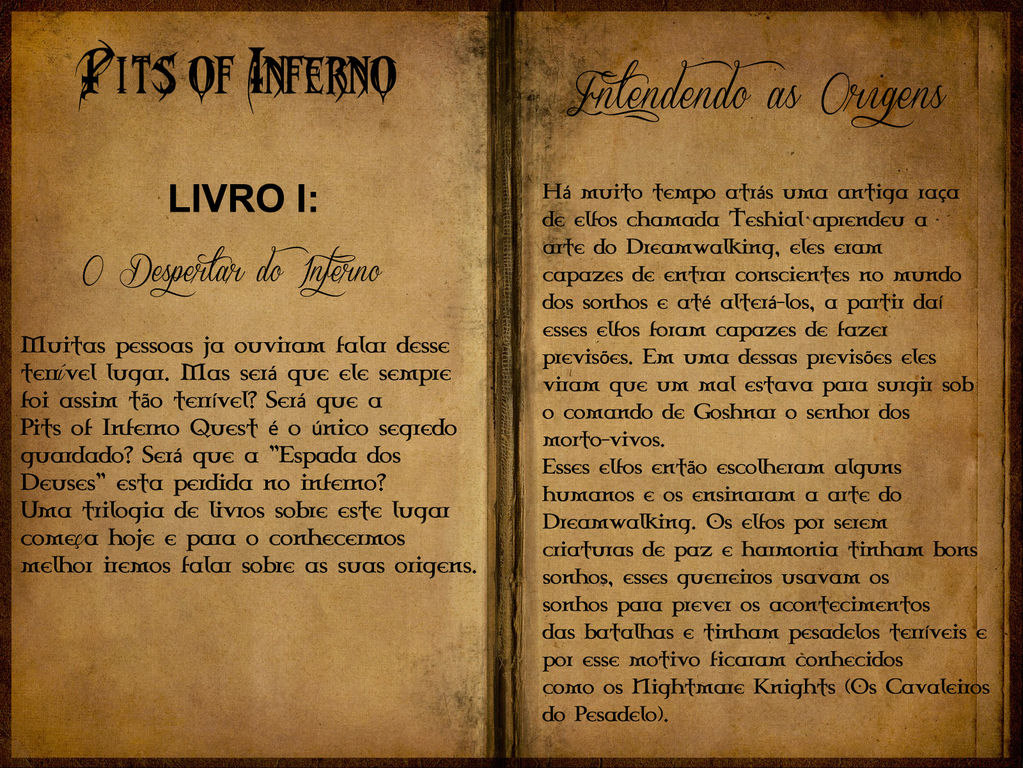 Pits of Inferno
LIVRO I:
O Despertar do Inferno
Muitas pessoas ja ouviram falar desse
terrível lugar. Mas será que ele sempre
foi assim tão terrível? Será que a
Pits of Inferno Quest é o único segredo
guardado? Será que a "Espada dos
Deuses" esta perdida no inferno?
Uma trilogia de livros sobre este lugar
começa hoje e para o conhecermos
melhor iremos falar sobre as suas origens.
Entendendo as Origens
Há muito tempo atrás uma antiga raça
de elfos chamada Teshial aprendeu a
arte do Dreamwalking, eles eram
capazes de entrar conscientes no mundo
dos sonhos e até alterá-los, a partir daí
esses elfos foram capazes de fazer
previsões. Em uma dessas previsões eles
viram que um mal estava para surgir sob
o comando de Goshnar o senhor dos
morto-vivos.
Esses elfos então escolheram alguns
humanos e os ensinaram a arte do
Dreamwalking. Os elfos por serem
criaturas de paz e harmonia tinham bons
sonhos, esses guerreiros usavam os
sonhos para prever os acontecimentos
das batalhas e tinham pesadelos terríveis e
por esse motivo ficaram conhecidos
como os Nightmare Knights (Os Cavaleiros
do Pesadelo).